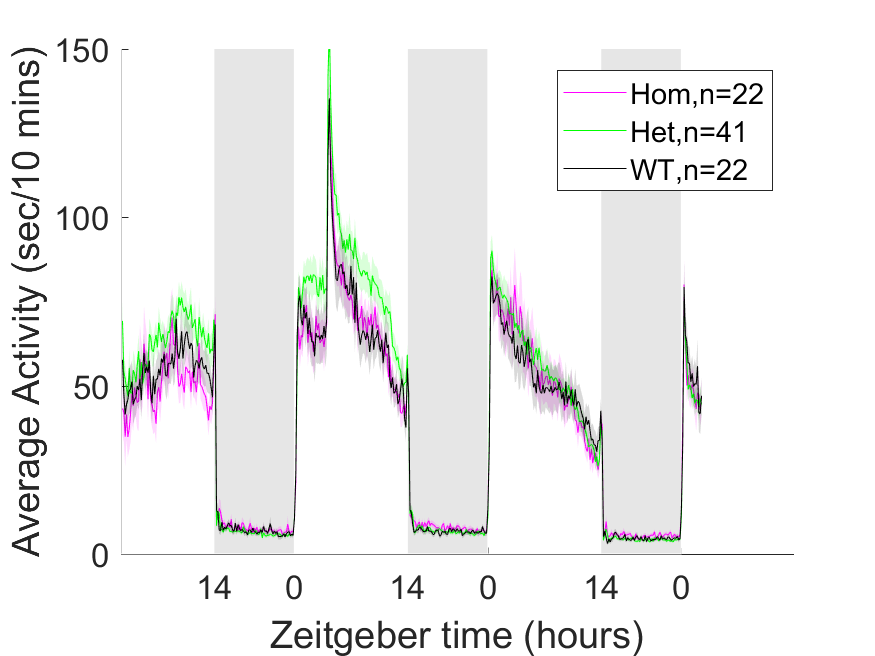 150
100
50
0
Average Activity (sec/10 mins)
Hom,n=22
Het,n=41
WT,n=22
14 0 14 0 14 0
Zeitgeber time (hours)